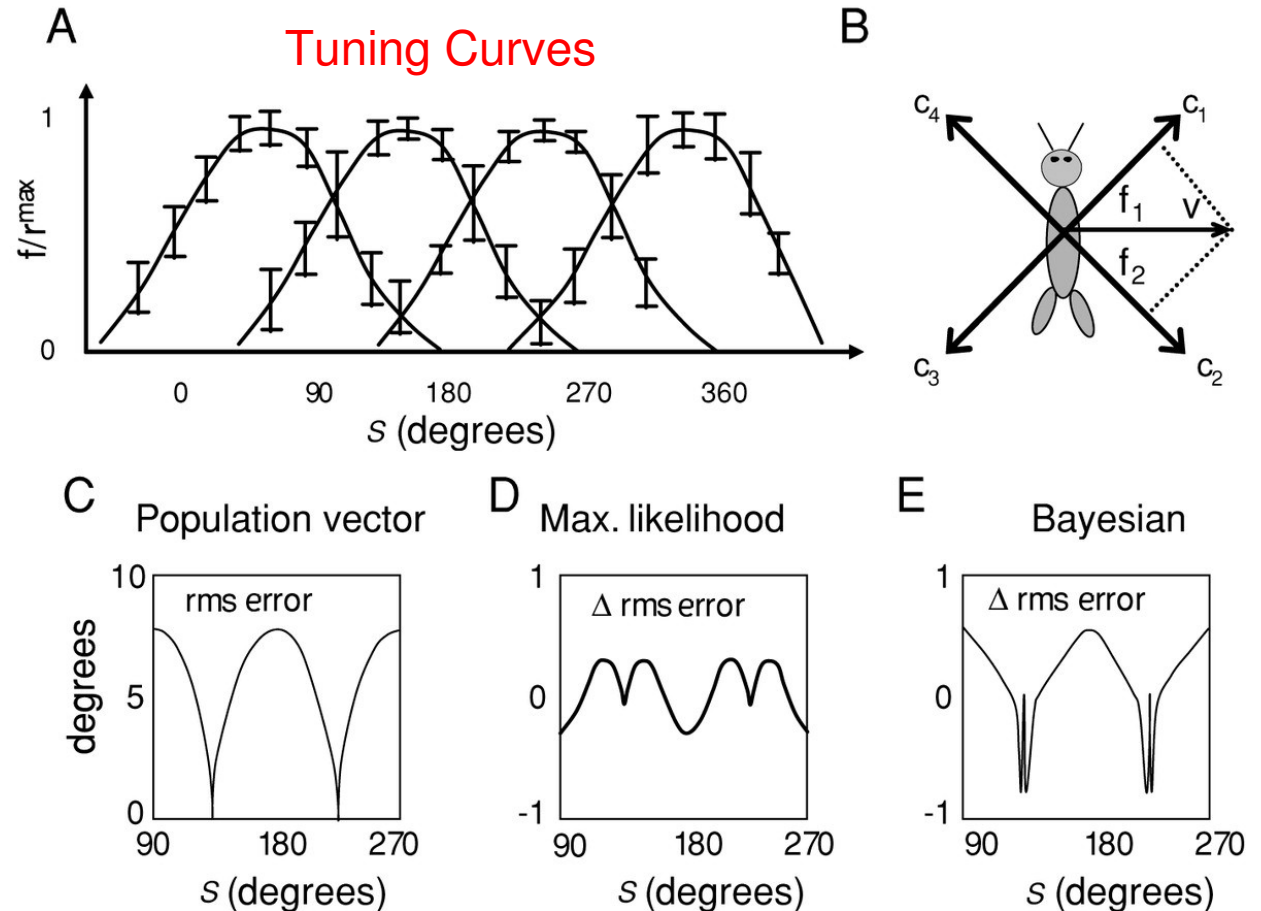 A
Tuning Curves
1
f/rmax
0
0 90 180 270 360
s (degrees)
B
c4
c1
f1
v
f2
c3
c2
C
Population vector
10
rms error
degrees
5
0
90 180 270
s (degrees)
D
Max. likelihood
1
Δ rms error
0
-1
90 180 270
s (degrees)
E
Bayesian
1
Δ rms error
0
-1
90 180 270
s (degrees)